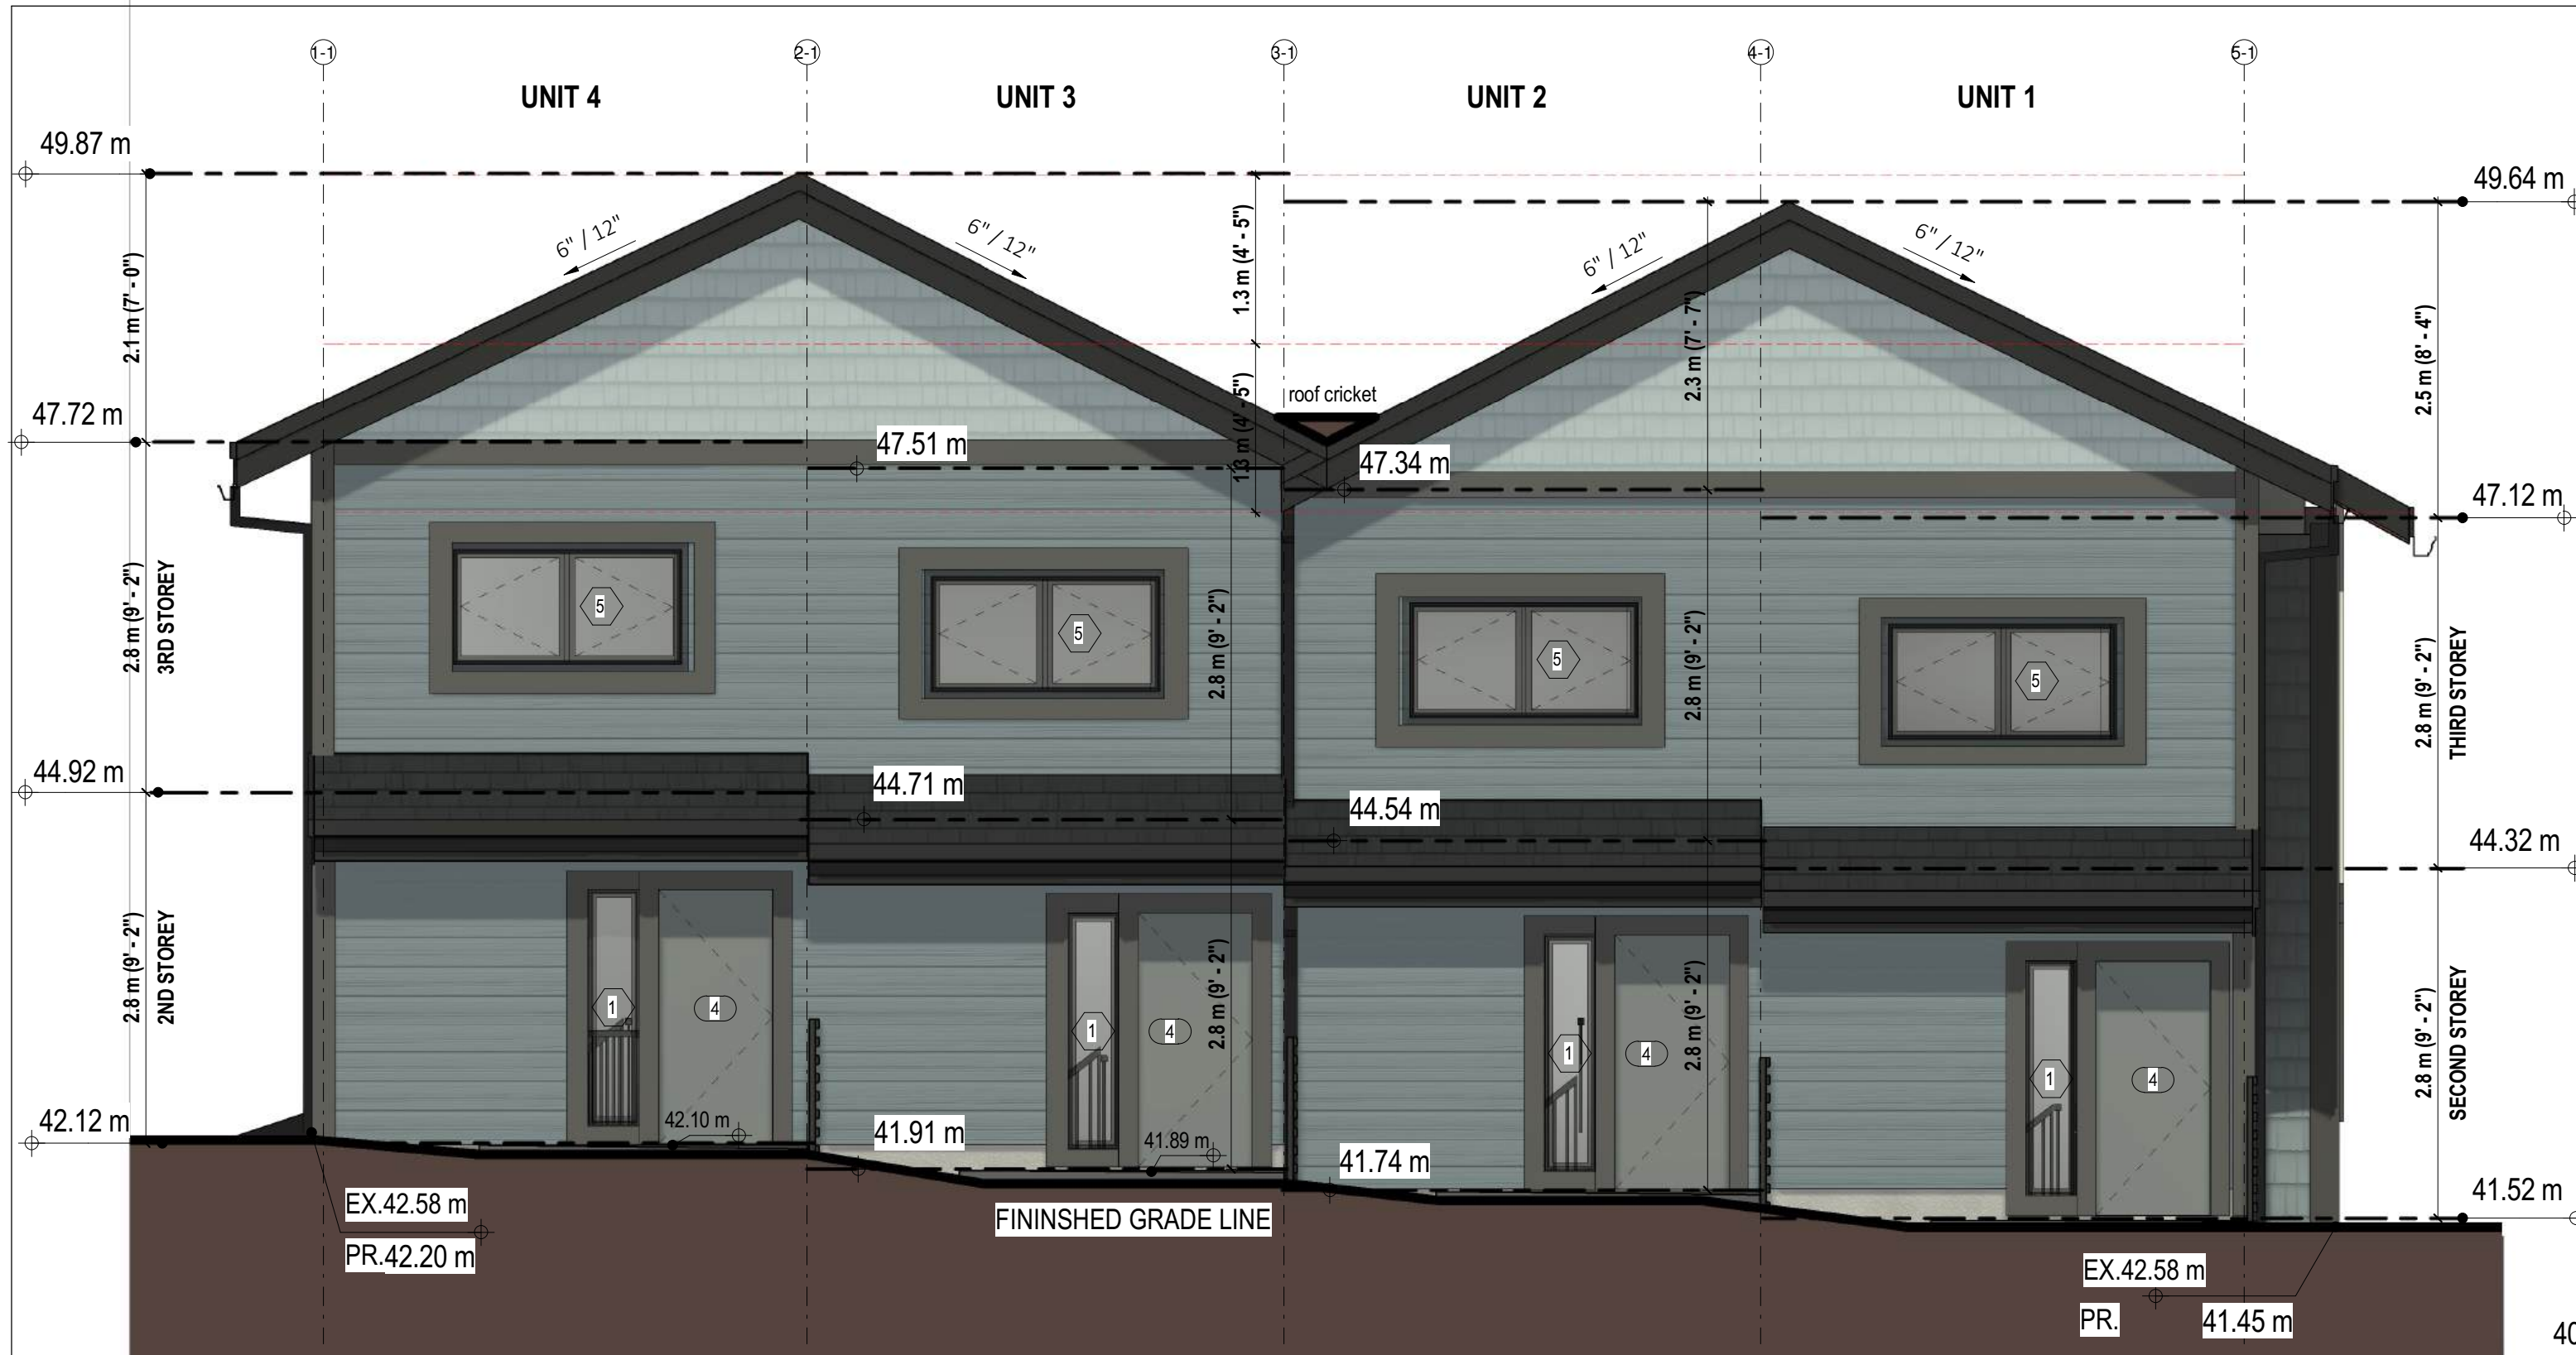 1-1
2-1
3-1
4-1
5-1
UNIT 4
UNIT 3
UNIT 2
UNIT 1
49.87 m
49.64 m
6" / 12"
6" / 12"
6" / 12"
6" / 12"
2.1 m (7' - 0")
1.3 m (4' - 5")
1.3 m (4' - 5")
2.3 m (7' - 7")
2.5 m (8' - 4")
roof cricket
47.72 m
47.51 m
47.34 m
47.12 m
2.8 m (9' - 2")
3RD STOREY
5
5
5
5
2.8 m (9' - 2")
2.8 m (9' - 2")
2.8 m (9' - 2")
THIRD STOREY
44.92 m
44.71 m
44.54 m
44.32 m
2.8 m (9' - 2")
2ND STOREY
1
4
1
4
1
4
1
4
2.8 m (9' - 2")
2.8 m (9' - 2")
2.8 m (9' - 2")
SECOND STOREY
42.12 m
42.10 m
41.91 m
41.89 m
41.74 m
41.52 m
EX.42.58 m
PR.42.20 m
FININSHED GRADE LINE
EX.42.58 m
PR. 41.45 m
40